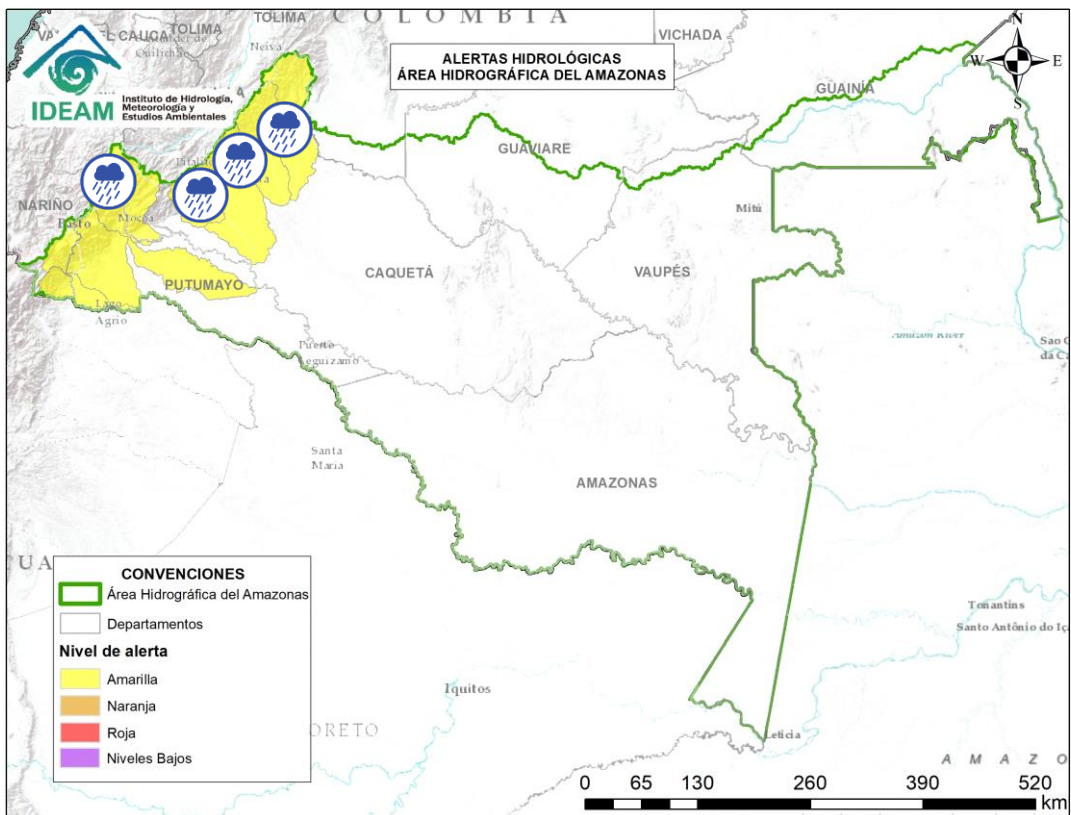 COLOMBIA
TOLIMA
TOLIMA
Neiva
VICHADA
IDEAM
Instituto de Hidrología,
Meteorología y
Estudios Ambientales
ALERTAS HIDROLÓGICAS
ÁREA HIDROGRÁFICA DEL AMAZONAS
N
W
E
S
GUAINÍA
GUAVIARE
NARIÑO
Pasto
Mocoa
Mitú
CAQUETÁ
VAUPÉS
PUTUMAYO
Lago
Agrio
Puerto
Leguizamo
Santa
Maria
AMAZONAS
CONVENCIONES
Área Hidrográfica del Amazonas
Departamentos
Nivel de alerta
Amarilla
Naranja
Roja
Niveles Bajos
Tonantins
Santo Antônio do Iça
Iquitos
ORETO
Leticia
A M A Z O
0 65 130 260 390 520
km